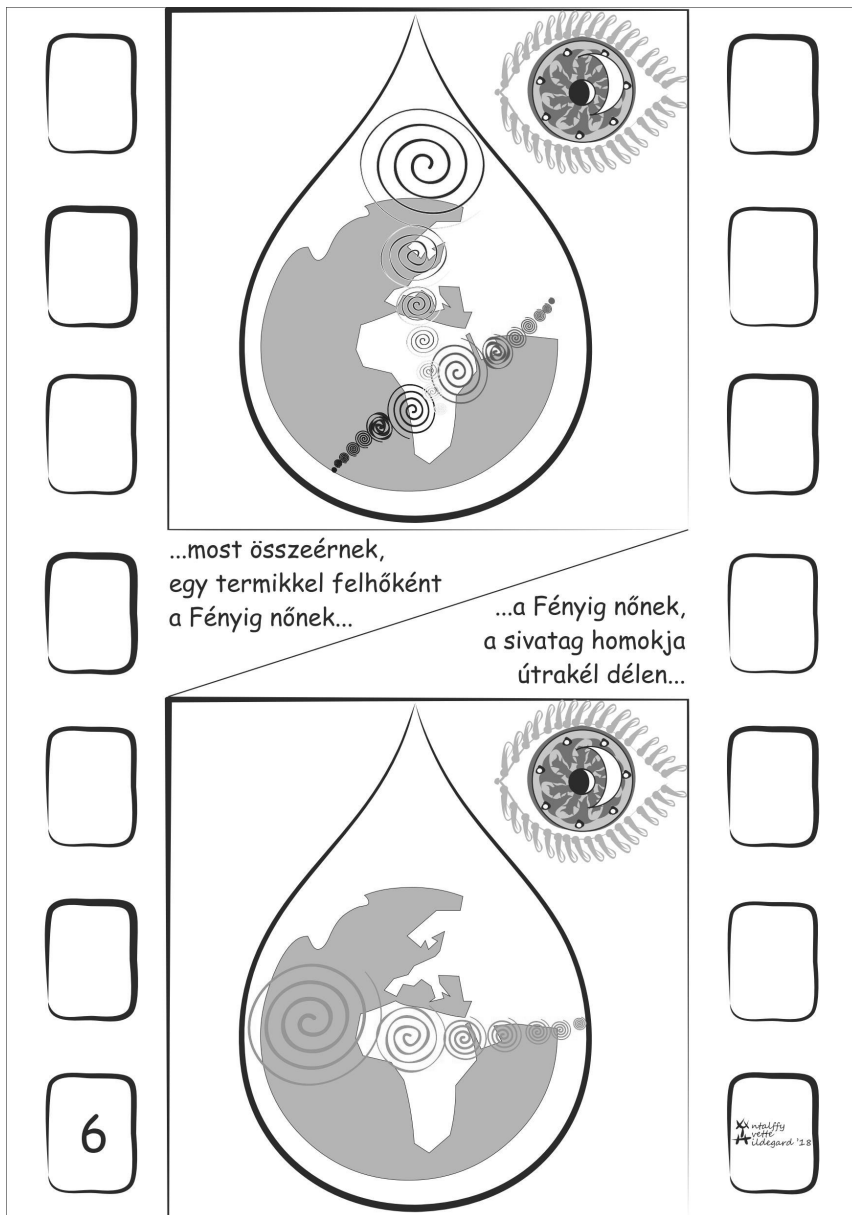 ...most összeérnek,
egy termikkel felhőként
a Fényig nőnek...
...a Fényig nőnek,
a sivatag homokja
útrakél délen...
6
ntalffy
vette
ildegard '18